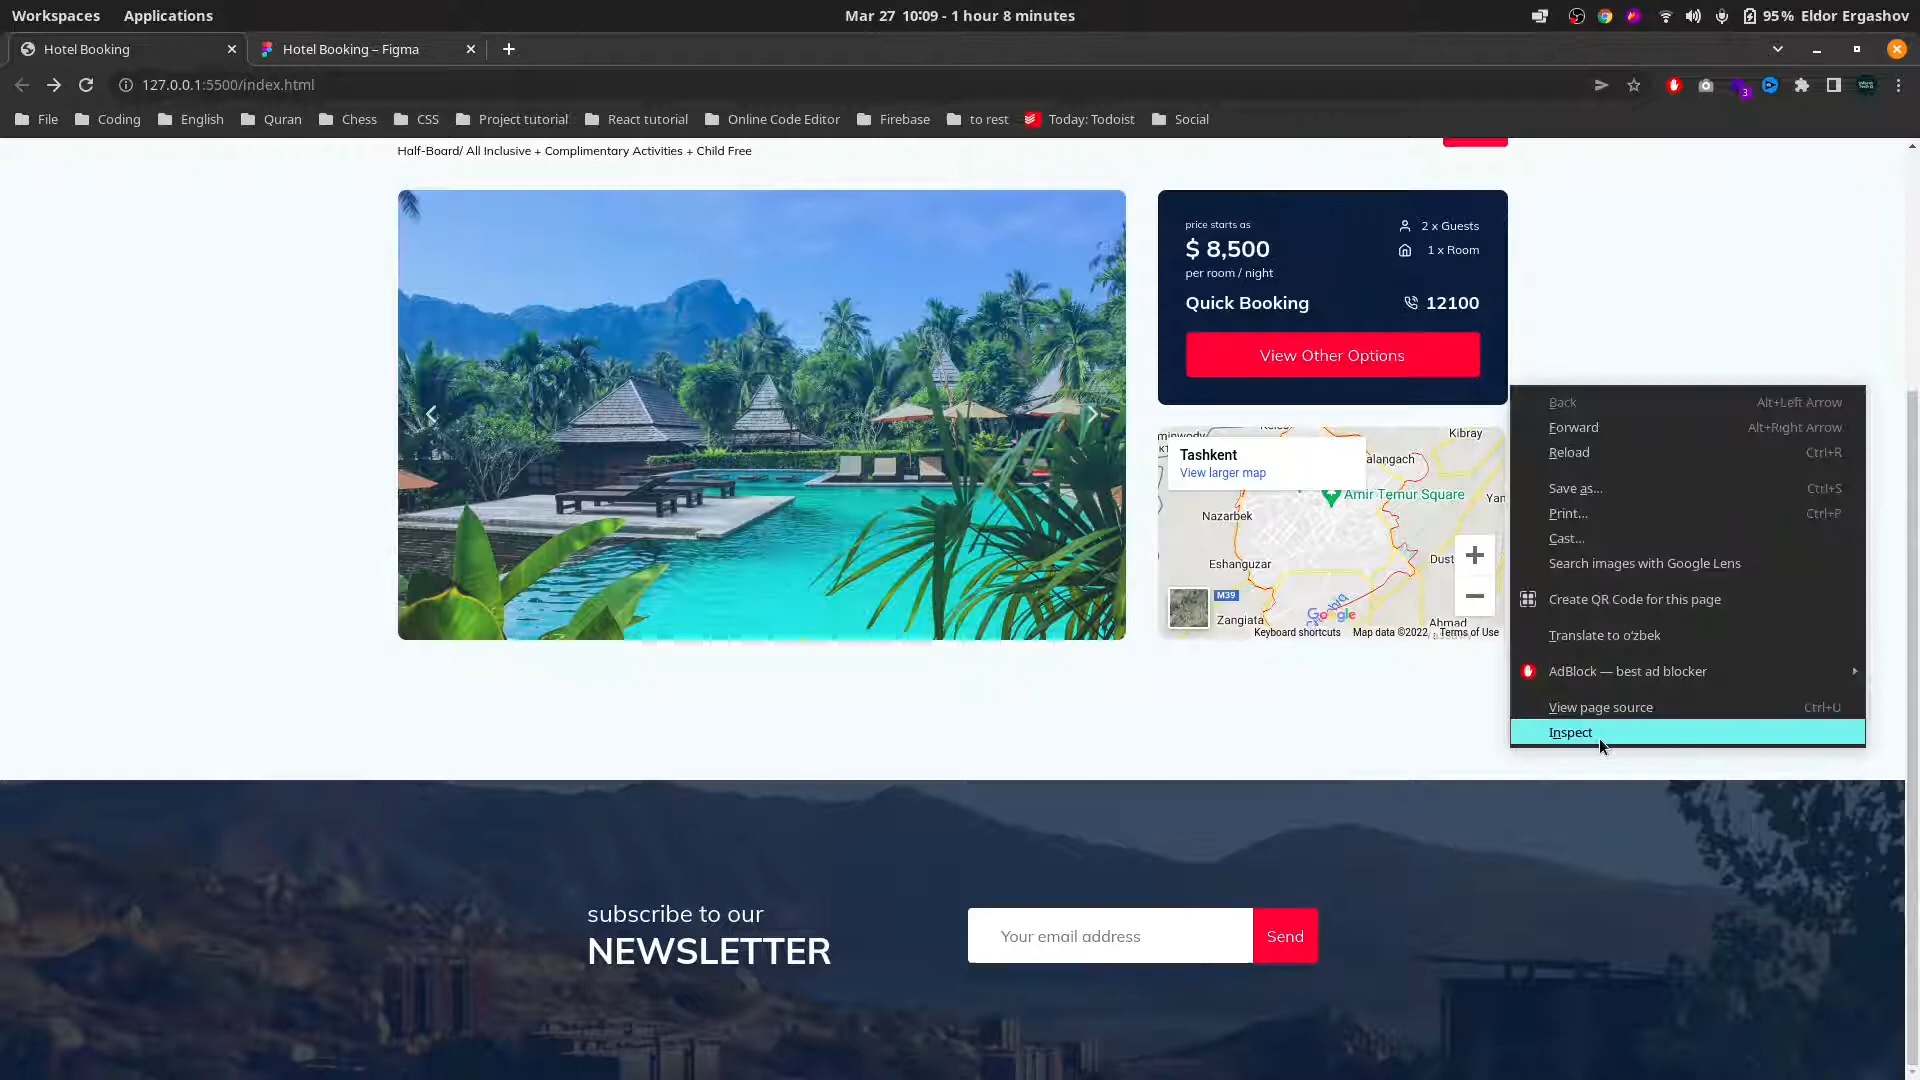 Workspaces Applications Mar 27 10:09 - 1 hour 8 minutes 95% Eldor Ergashov
Hotel Booking Hotel Booking – Figma
127.0.0.1:5500/index.html 3
File Coding English Quran Chess CSS Project tutorial React tutorial Online Code Editor Firebase to rest Today: Todoist Social
Half-Board/ All Inclusive + Complimentary Activities + Child Free
price starts as
2 x Guests
$ 8,500
1 x Room
per room / night
Quick Booking 12100
View Other Options
Kibray
Tashkent
View larger map
alangach
Amir Temur Square
Yan
Nazarbek
Eshanguzar
Dust
M39
Zangiata
Google
Ahmad
Keyboard shortcuts Map data ©2022 Terms of Use
Back Alt+Left Arrow
Forward Alt+Right Arrow
Reload Ctrl+R
Save as... Ctrl+S
Print... Ctrl+P
Cast...
Search images with Google Lens
Create QR Code for this page
Translate to o'zbek
AdBlock — best ad blocker
View page source Ctrl+U
Inspect
subscribe to our
NEWSLETTER
Your email address Send